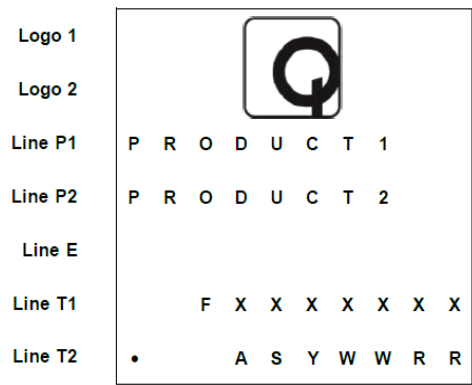 Logo 1
Logo 2
Line P1 P R O D U C T 1
Line P2 P R O D U C T 2
Line E
Line T1 F X X X X X X X
Line T2 • A S Y W W R R